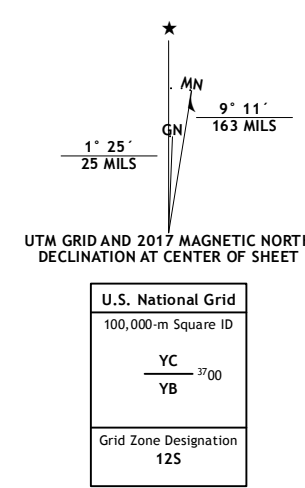 ★
MN
GN
9° 11´
163 MILS
1° 25´
25 MILS
UTM GRID AND 2017 MAGNETIC NORT
DECLINATION AT CENTER OF SHEET
U.S. National Grid
100,000-m Square ID
YC
3700
YB
Grid Zone Designation
12S